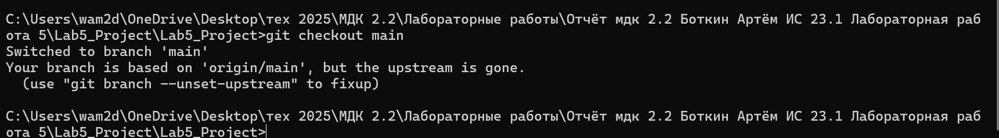 C:\Users\wam2d\OneDrive\Desktop\тех 2025\МДК 2.2\Лабораторные работы\Отчёт мдк 2.2 Боткин Артём ИС 23.1 Лабораторная раб
ота 5\Lab5_Project\Lab5_Project>git checkout main
Switched to branch 'main'
Your branch is based on 'origin/main', but the upstream is gone.
  (use "git branch --unset-upstream" to fixup)

C:\Users\wam2d\OneDrive\Desktop\тех 2025\МДК 2.2\Лабораторные работы\Отчёт мдк 2.2 Боткин Артём ИС 23.1 Лабораторная раб
ота 5\Lab5_Project\Lab5_Project>